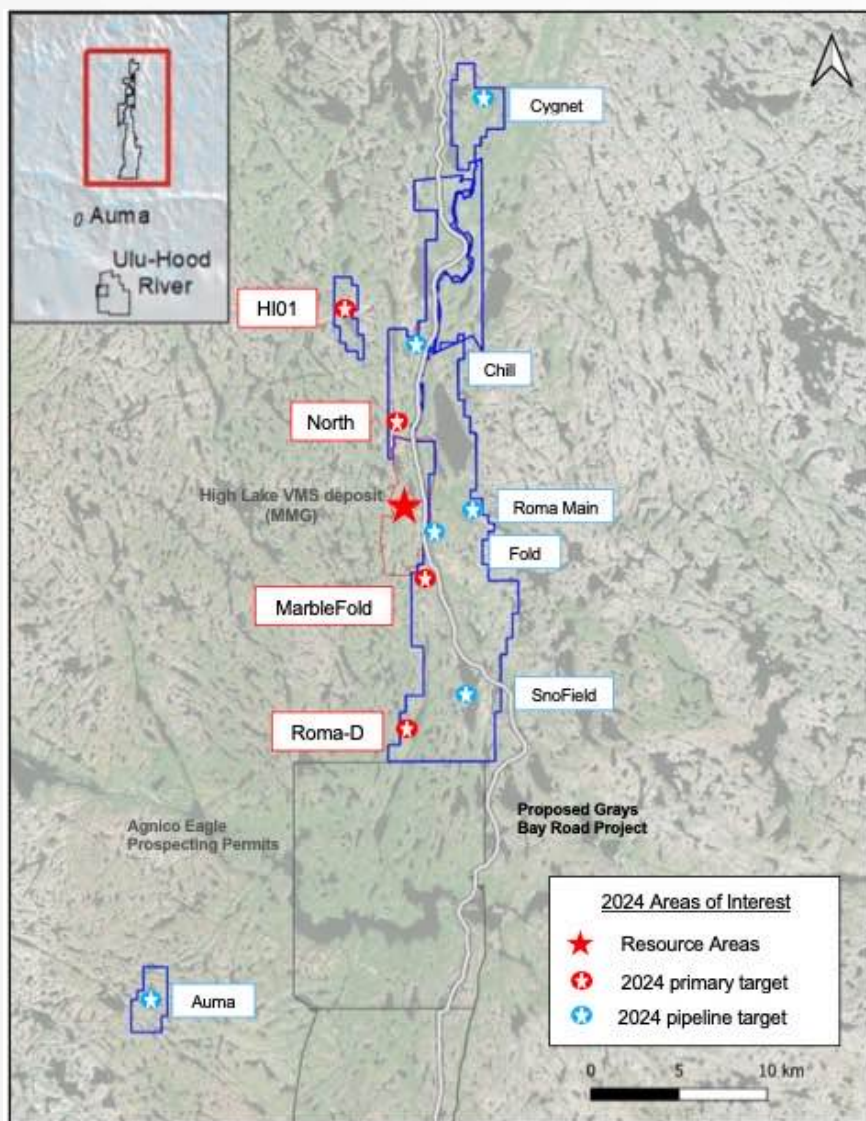 Auma
Ulu-Hood
River
Cygnet
HI01
Chill
North
High Lake VMS deposit
(MMG)
Roma Main
Fold
MarbleFold
SnoField
Roma-D
Proposed Grays
Bay Road Project
Agnico Eagle
Prospecting Permits
Auma
2024 Areas of Interest
Resource Areas
2024 primary target
2024 pipeline target
0 5 10 km